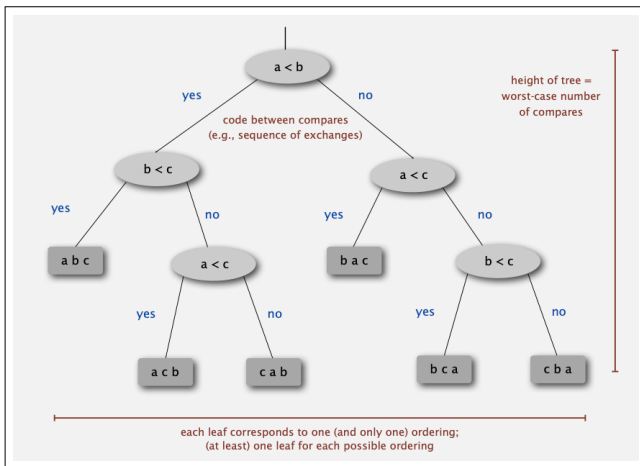 a < b
yes
no
height of tree =
worst-case number
of compares
code between compares
(e.g., sequence of exchanges)
b < c
a < c
yes
no
yes
no
a b c
a < c
b a c
b < c
yes
no
yes
no
a c b
c a b
b c a
c b a
each leaf corresponds to one (and only one) ordering;
(at least) one leaf for each possible ordering